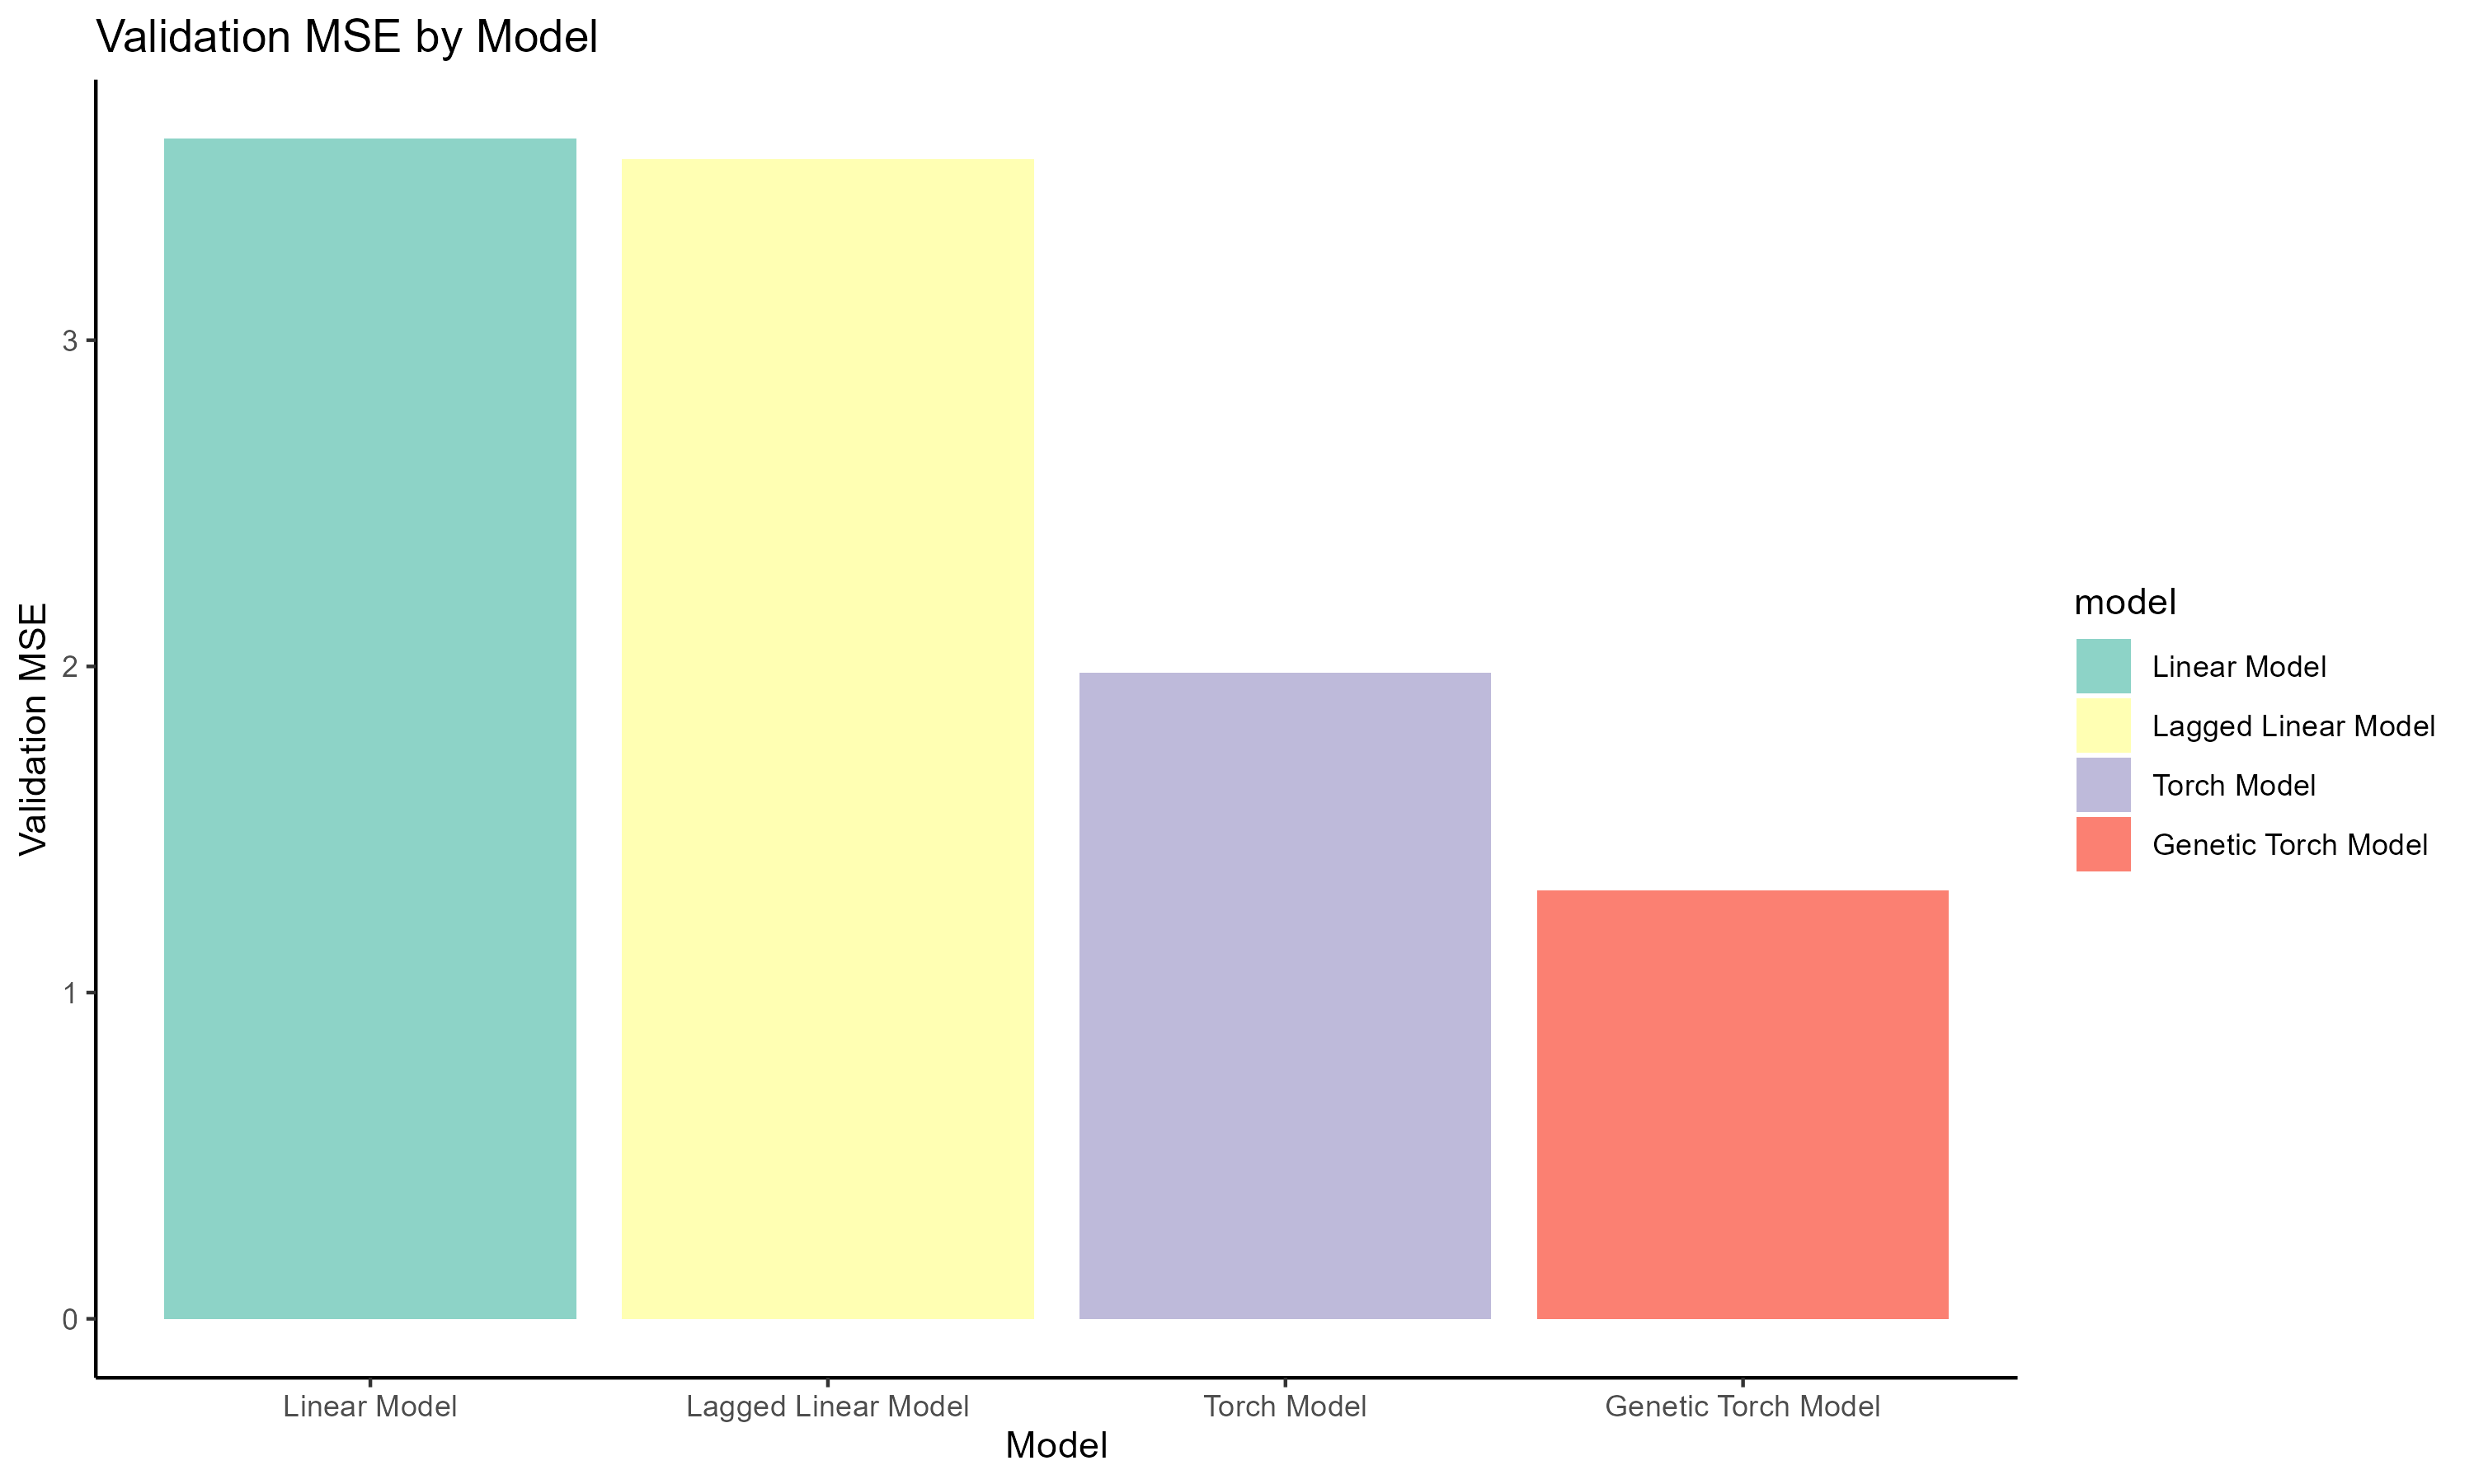 Validation MSE by Model
Validation MSE
3
2
1
0
Linear Model
Lagged Linear Model
Torch Model
Genetic Torch Model
Model
model
Linear Model
Lagged Linear Model
Torch Model
Genetic Torch Model